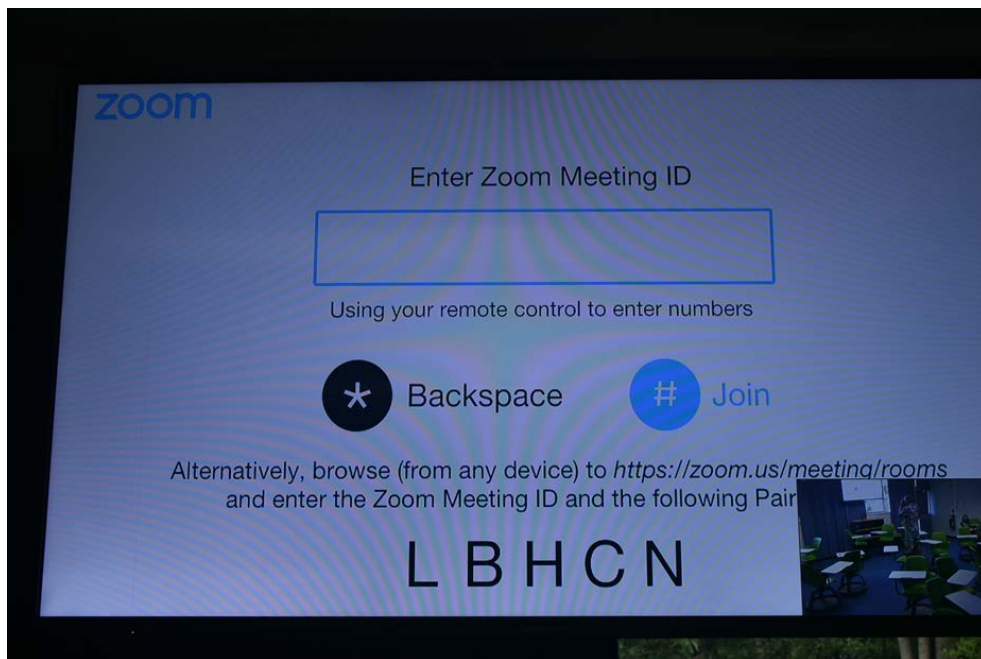 zoom
Enter Zoom Meeting ID
Using your remote control to enter numbers
* Backspace # Join
Alternatively, browse (from any device) to https://zoom.us/meeting/rooms
and enter the Zoom Meeting ID and the following Pair
L B H C N